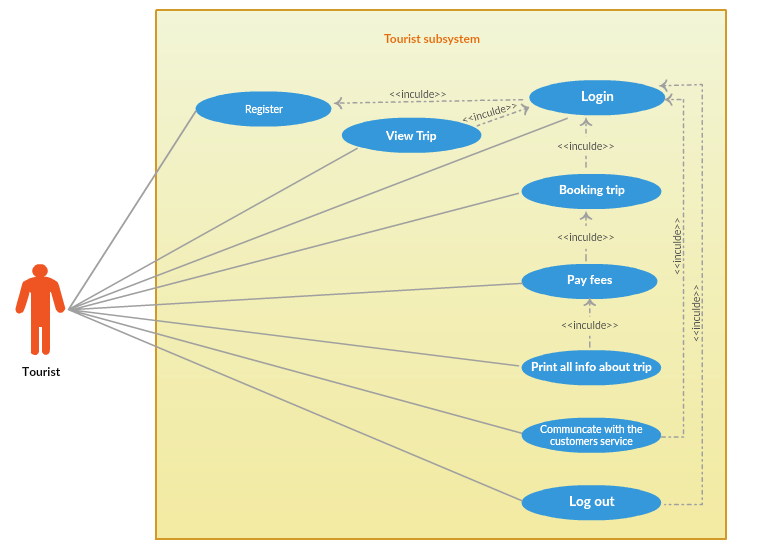 Tourist subsystem
<<inculde>>
Register
Login
<<inculde>>
View Trip
<<inculde>>
Booking trip
<<inculde>>
<<inculde>>
Pay fees
<<inculde>>
<<inculde>>
Print all info about trip
Tourist
Communcate with the
customers service
Log out